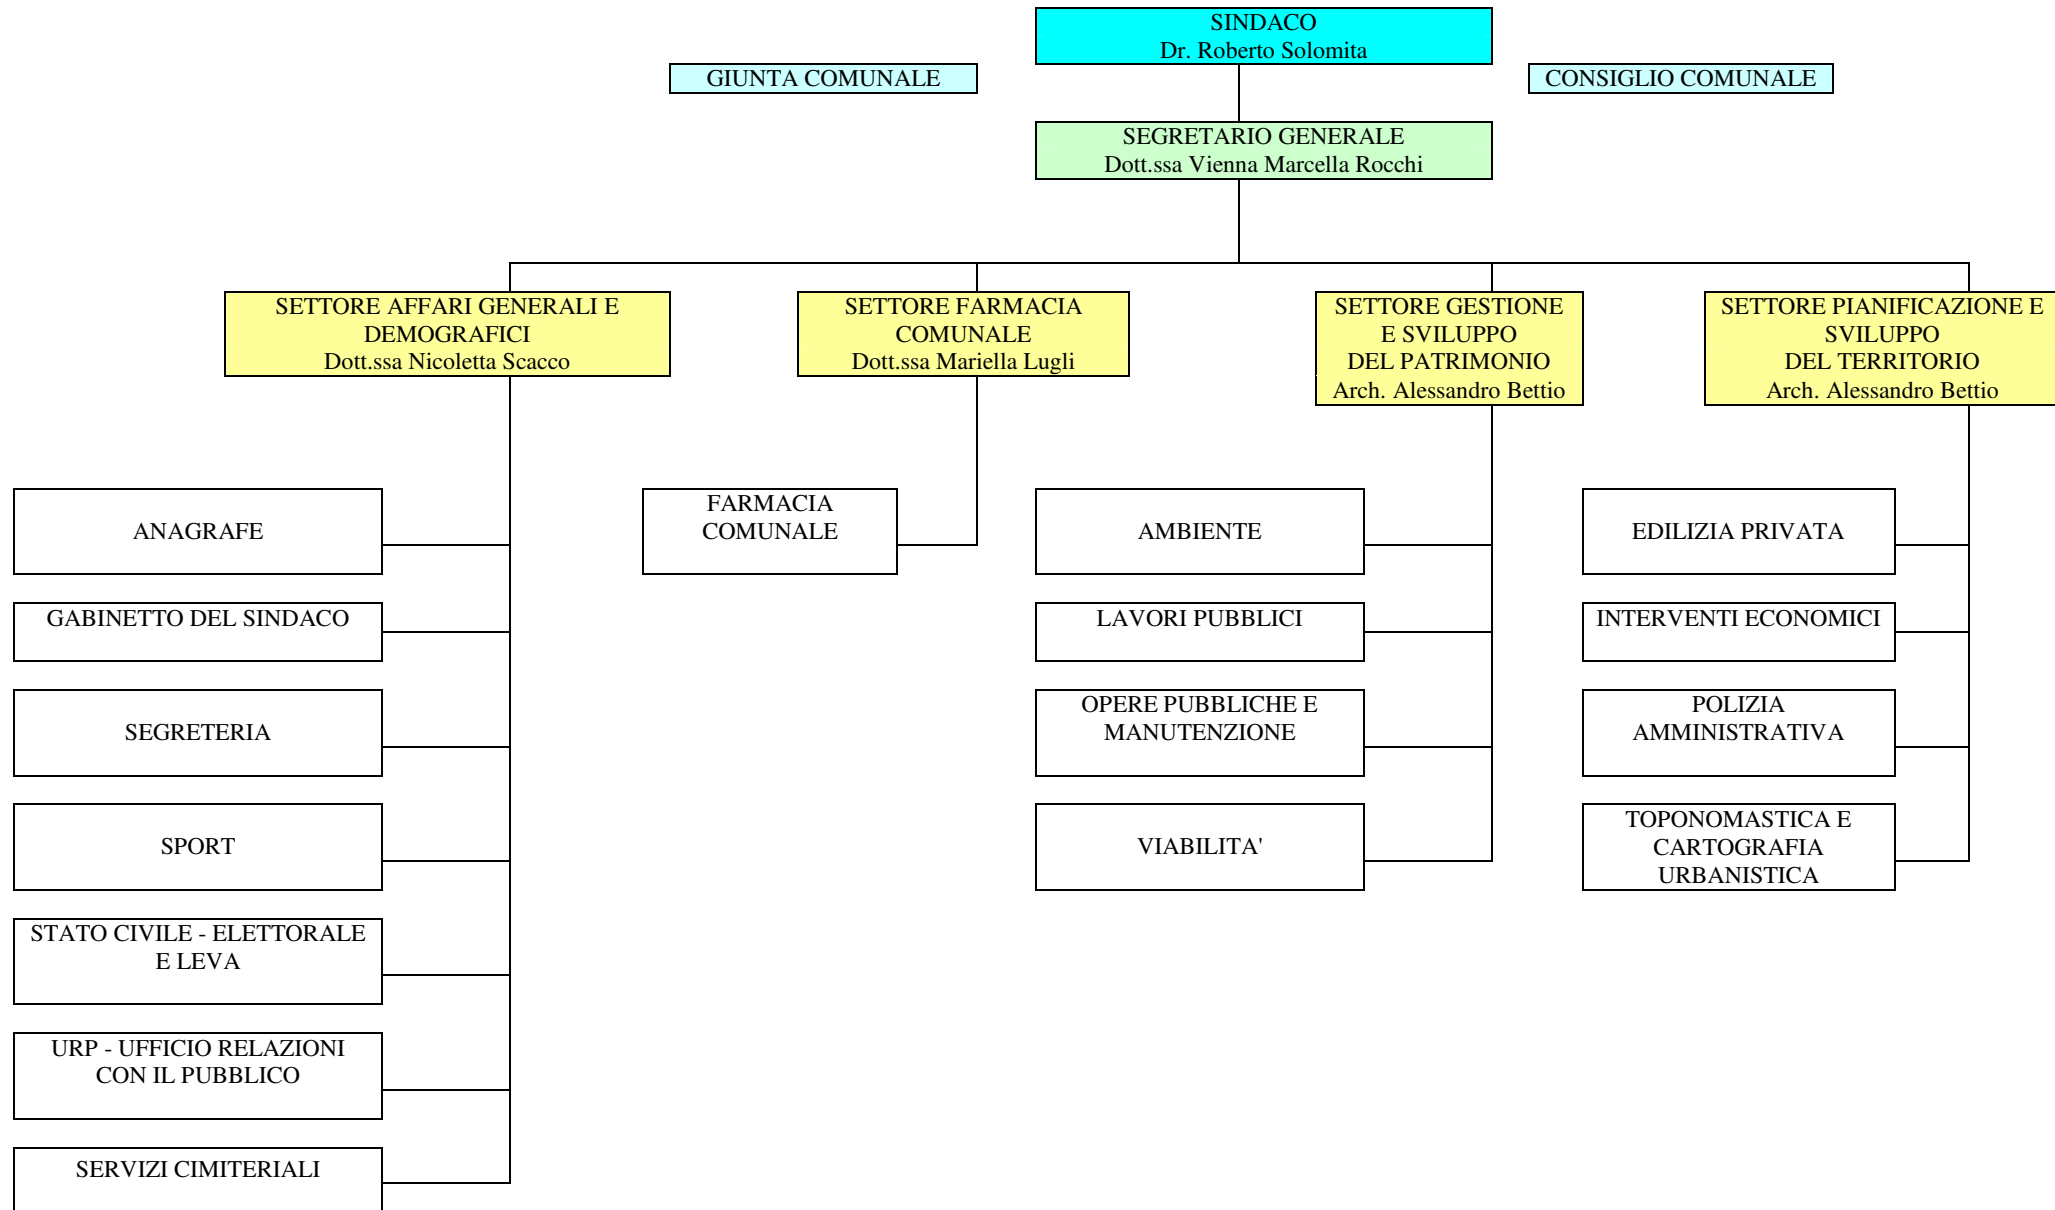 SINDACO
Dr. Roberto Solomita
GIUNTA COMUNALE
CONSIGLIO COMUNALE
SEGRETARIO GENERALE
Dott.ssa Vienna Marcella Rocchi
SETTORE AFFARI GENERALI E
DEMOGRAFICI
Dott.ssa Nicoletta Scacco
SETTORE FARMACIA
COMUNALE
Dott.ssa Mariella Lugli
SETTORE GESTIONE
E SVILUPPO
DEL PATRIMONIO
Arch. Alessandro Bettio
SETTORE PIANIFICAZIONE E
SVILUPPO
DEL TERRITORIO
Arch. Alessandro Bettio
ANAGRAFE
GABINETTO DEL SINDACO
SEGRETERIA
SPORT
STATO CIVILE - ELETTORALE
E LEVA
URP - UFFICIO RELAZIONI
CON IL PUBBLICO
SERVIZI CIMITERIALI
FARMACIA
COMUNALE
AMBIENTE
LAVORI PUBBLICI
OPERE PUBBLICHE E
MANUTENZIONE
VIABILITA'
EDILIZIA PRIVATA
INTERVENTI ECONOMICI
POLIZIA
AMMINISTRATIVA
TOPONOMASTICA E
CARTOGRAFIA
URBANISTICA